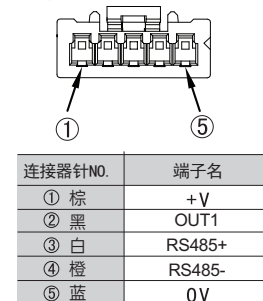 ① ⑤
连接器针NO. 端子名
① 棕 +V
② 黑 OUT1
③ 白 RS485+
④ 橙 RS485-
⑤ 蓝 0V